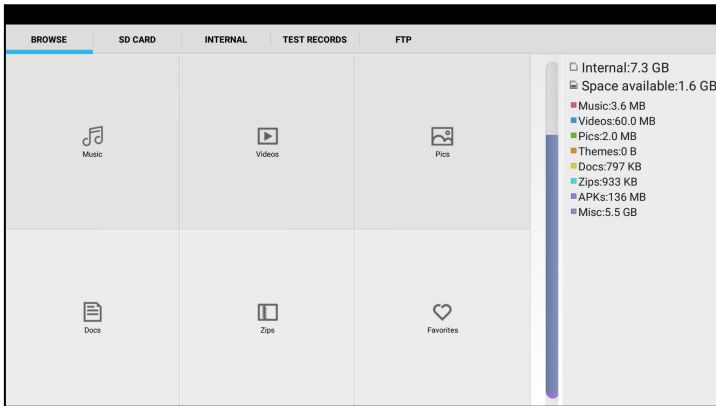 BROWSE SD CARD INTERNAL TEST RECORDS FTP
Music Videos Pics
Docs Zips Favorites
Internal:7.3 GB
Space available:1.6 GB
Music:3.6 MB
Videos:60.0 MB
Pics:2.0 MB
Themes:0 B
Docs:797 KB
Zips:933 KB
APKs:136 MB
Misc:5.5 GB